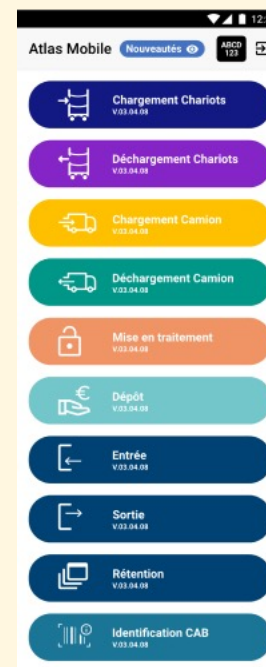 12:
Atlas Mobile Nouveautés ABCD
123
Chargement Chariots
V.03.04.08
Déchargement Chariots
V.03.04.08
Chargement Camion
V.03.04.08
Déchargement Camion
V.03.04.08
Mise en traitement
V.03.04.08
Dépôt
V.03.04.08
Entrée
V.03.04.08
Sortie
V.03.04.08
Rétention
V.03.04.08
Identification CAB
V.03.04.08